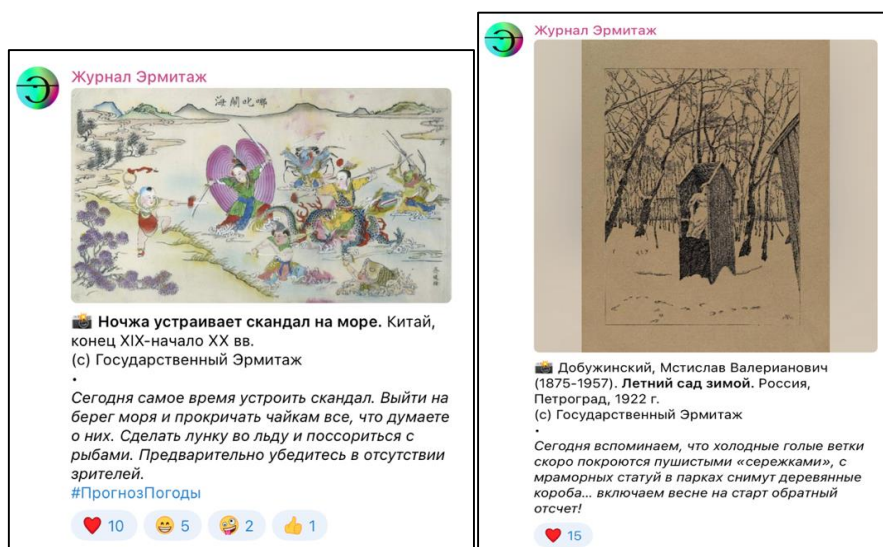 Журнал Эрмитаж
海鬧叱哪
📸 Ночжа устраивает скандал на море. Китай,
конец XIX-начало XX вв.
(с) Государственный Эрмитаж
•
Сегодня самое время устроить скандал. Выйти на
берег моря и прокричать чайкам все, что думаете
о них. Сделать лунку во льду и поссориться с
рыбами. Предварительно убедитесь в отсутствии
зрителей.
#ПрогнозПогоды
❤️ 10 😁 5 🤪 2 👍 1
Журнал Эрмитаж
📸 Добужинский, Мстислав Валерианович
(1875-1957). Летний сад зимой. Россия,
Петроград, 1922 г.
(с) Государственный Эрмитаж
•
Сегодня вспоминаем, что холодные голые ветки
скоро покроются пушистыми «сережками», с
мраморных статуй в парках снимут деревянные
короба... включаем весне на старт обратный
отсчет!
❤️ 15